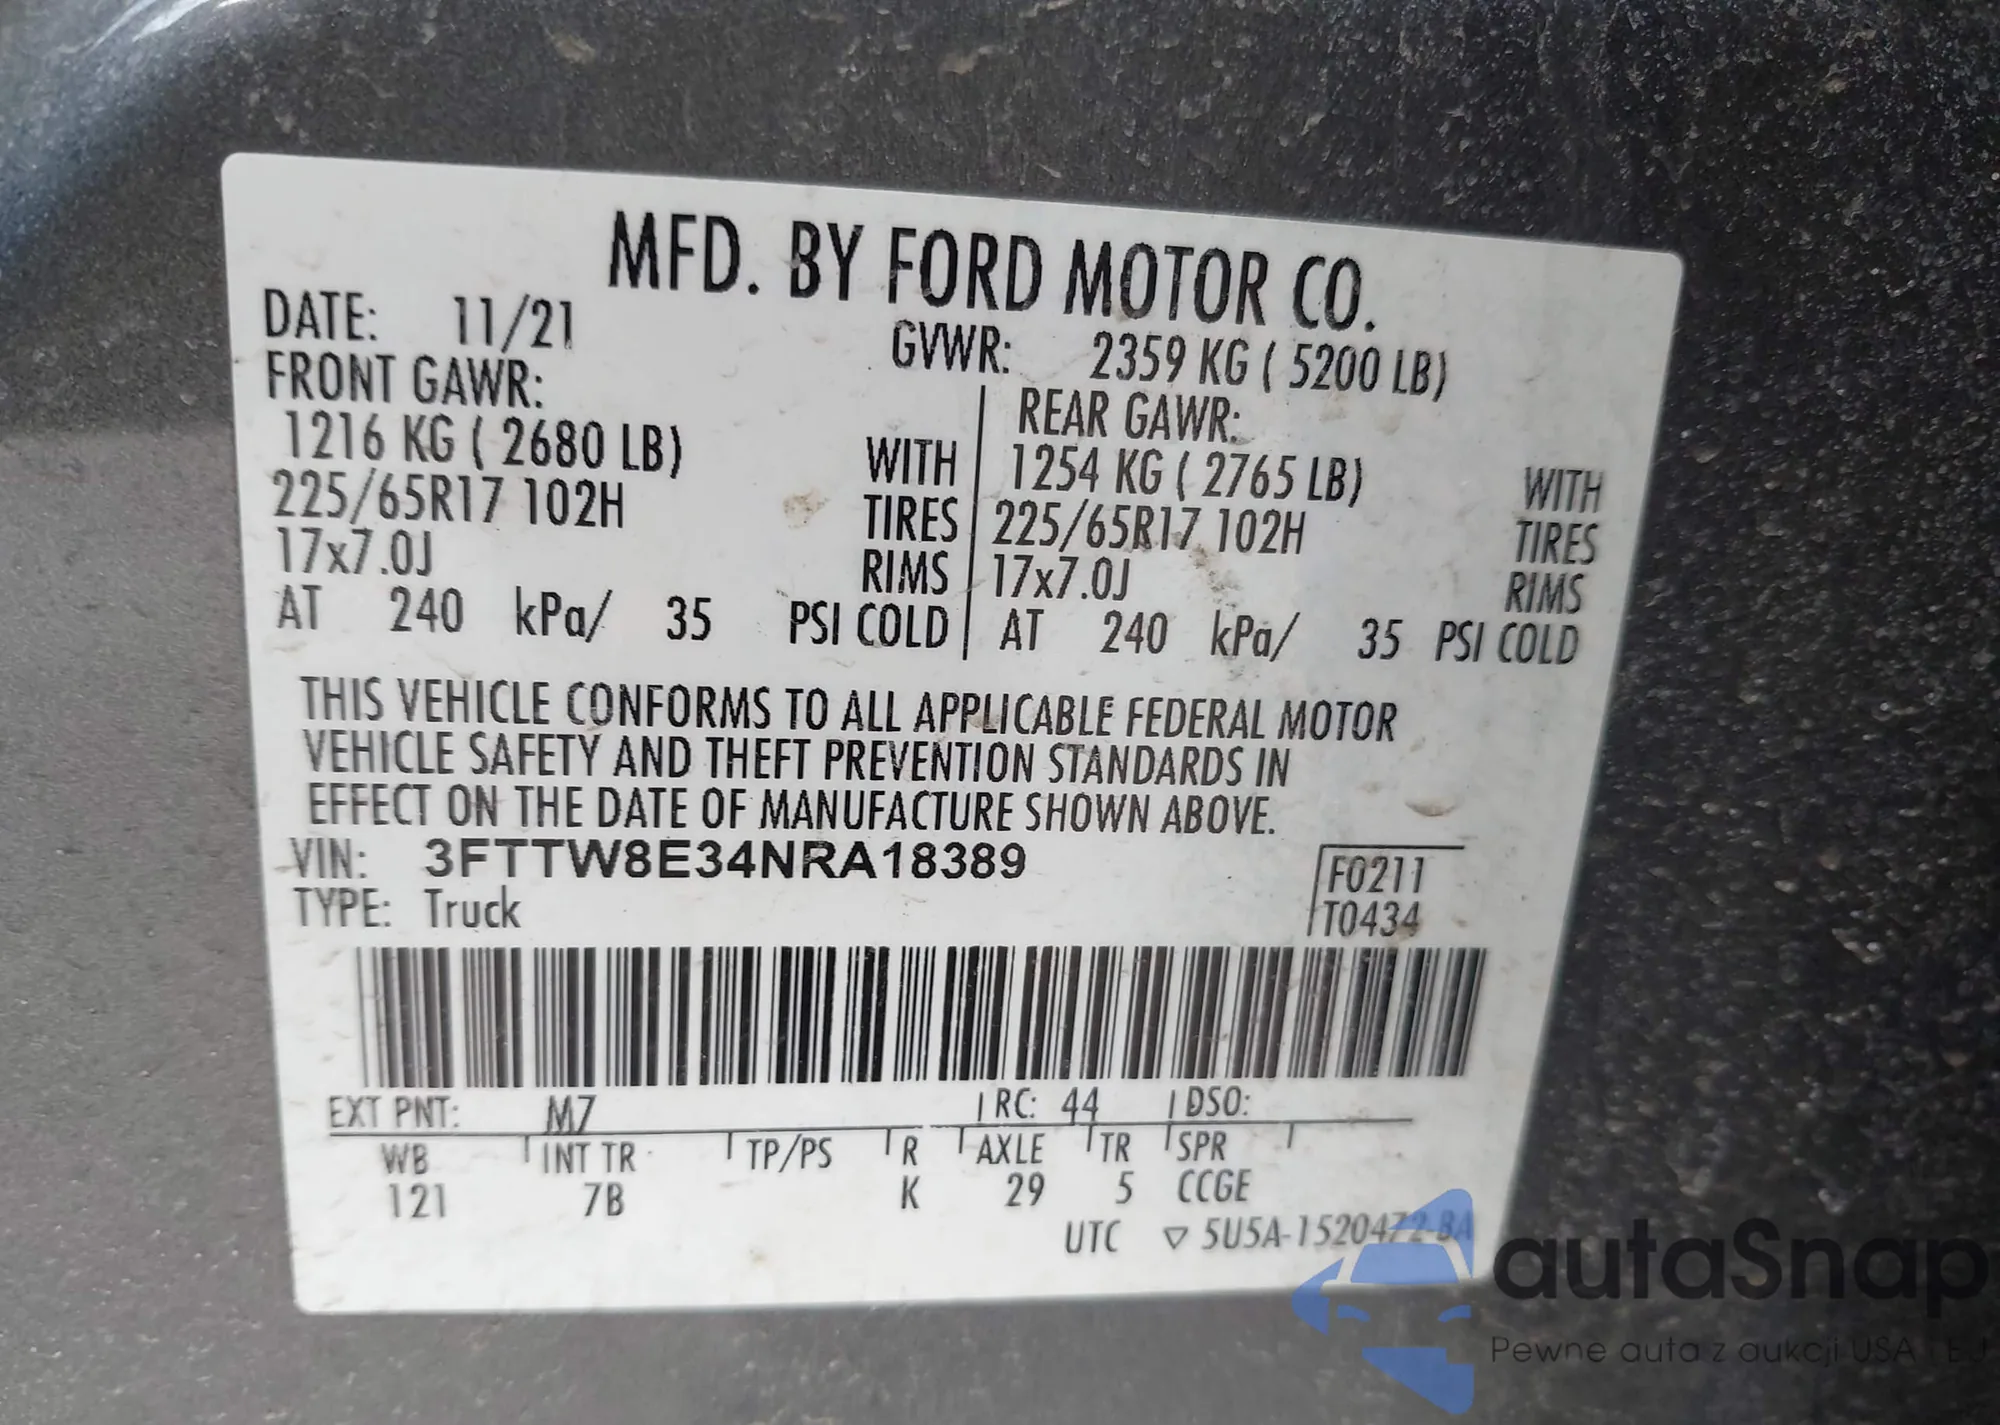 MFD. BY FORD MOTOR CO.
DATE: 11/21
GVWR: 2359 KG ( 5200 LB)
FRONT GAWR:
REAR GAWR:
1216 KG ( 2680 LB) WITH
1254 KG ( 2765 LB) WITH
225/65R17 102H TIRES
225/65R17 102H TIRES
17x7.0J RIMS
17x7.0J RIMS
AT 240 kPa/ 35 PSI COLD
AT 240 kPa/ 35 PSI COLD
THIS VEHICLE CONFORMS TO ALL APPLICABLE FEDERAL MOTOR
VEHICLE SAFETY AND THEFT PREVENTION STANDARDS IN
EFFECT ON THE DATE OF MANUFACTURE SHOWN ABOVE.
VIN: 3FTTW8E34NRA18389
F0211
TYPE: Truck
T0434
EXT PNT: M7 RC: 44 DSO:
WB INT TR TP/PS R AXLE TR SPR
121 7B K 29 5 CCGE
UTC ▽ 5U5A-1520472-BA
autaSnap
Pewne auta z aukcji USA i EU